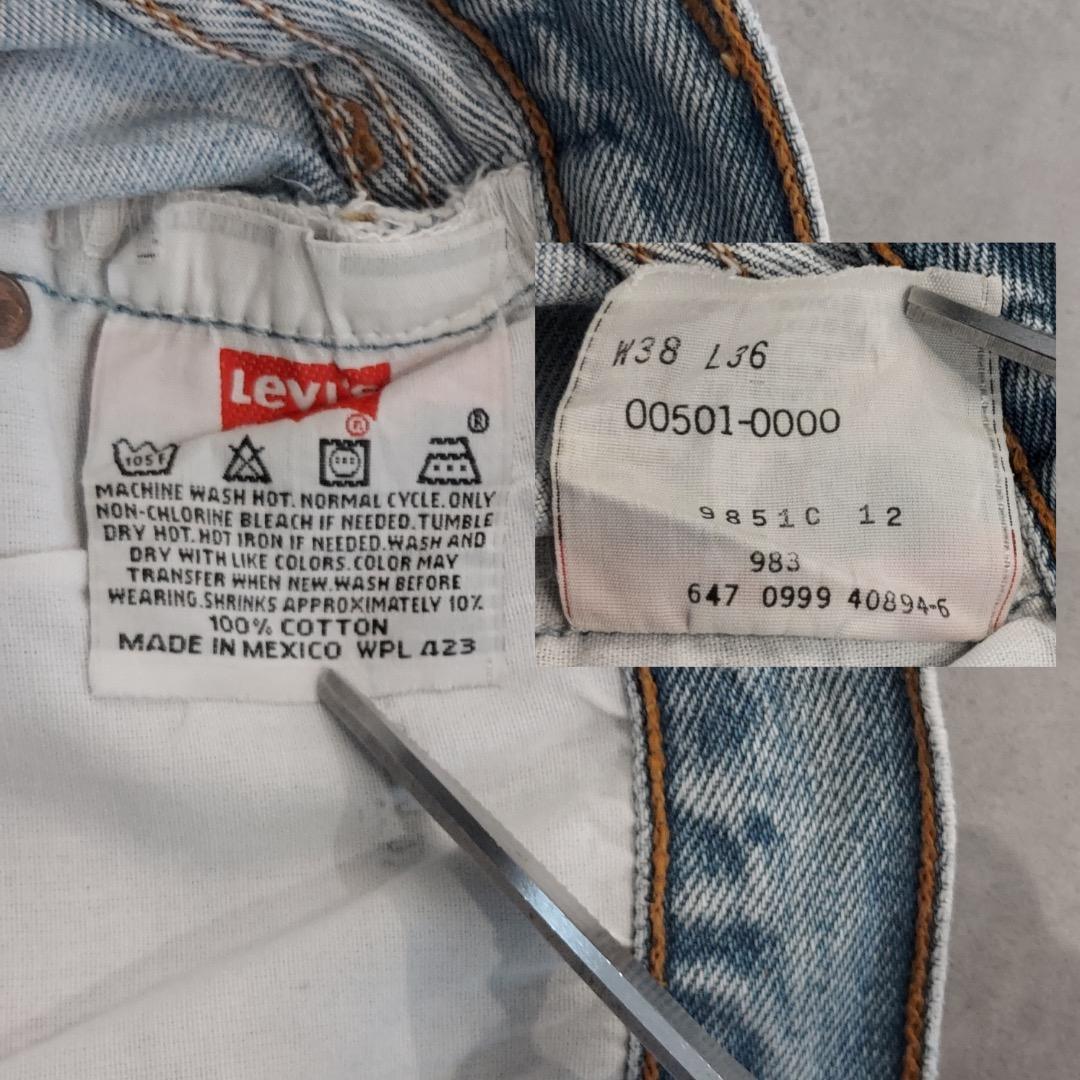 Levi's
®
®
105F
MACHINE WASH HOT.NORMAL CYCLE.ONLY
NON-CHLORINE BLEACH IF NEEDED.TUMBLE
DRY HOT.HOT IRON IF NEEDED.WASH AND
DRY WITH LIKE COLORS.COLOR MAY
TRANSFER WHEN NEW.WASH BEFORE
WEARING.SHRINKS APPROXIMATELY 10%
100% COTTON
MADE IN MEXICO WPL 423
W38 L36
00501-0000
9851C 12
983
647 0999 40894-6